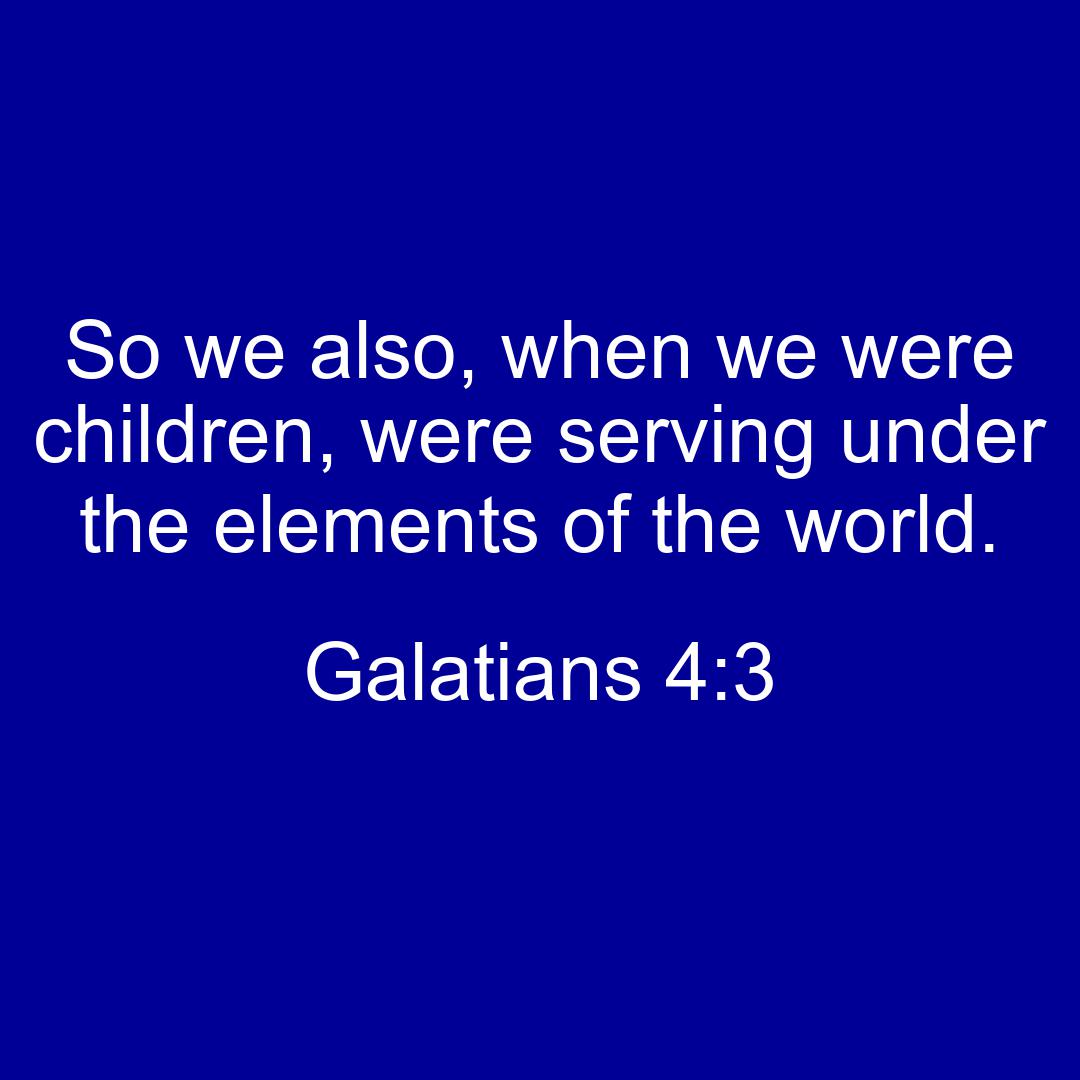 So we also, when we were
children, were serving under
the elements of the world.
Galatians 4:3